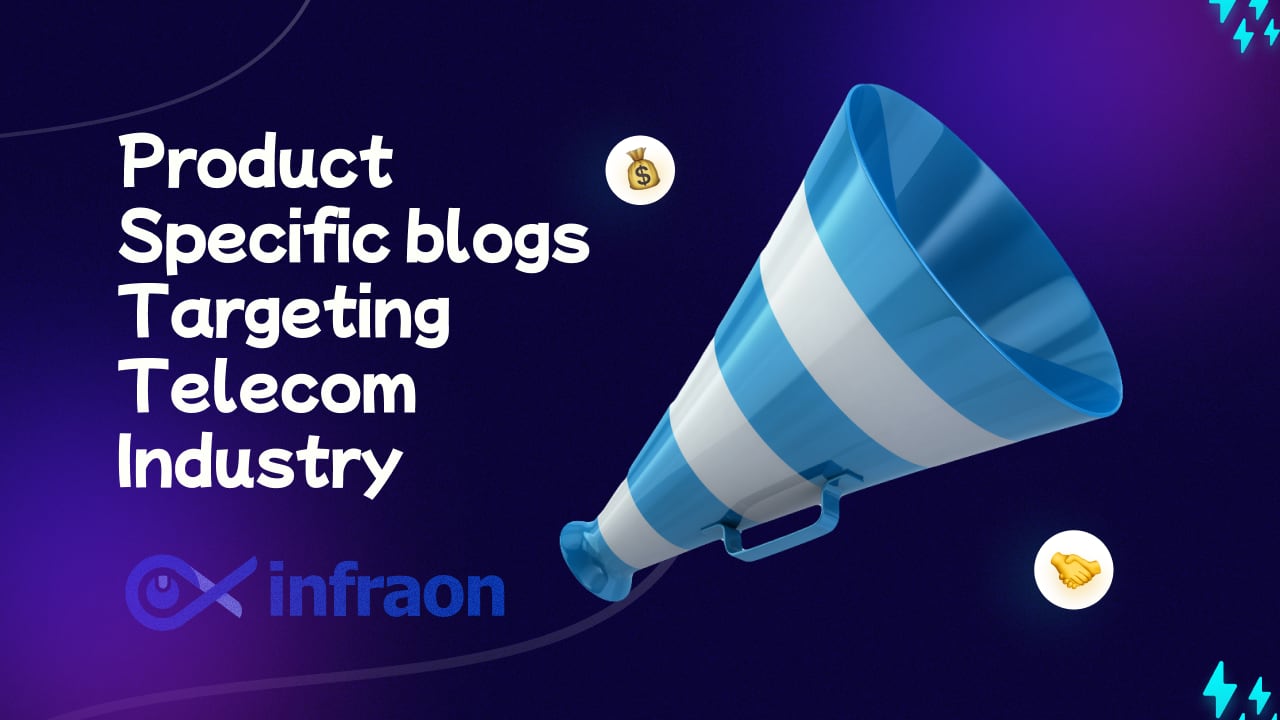 Product
Specific blogs
Targeting
Telecom
Industry
infraon
$